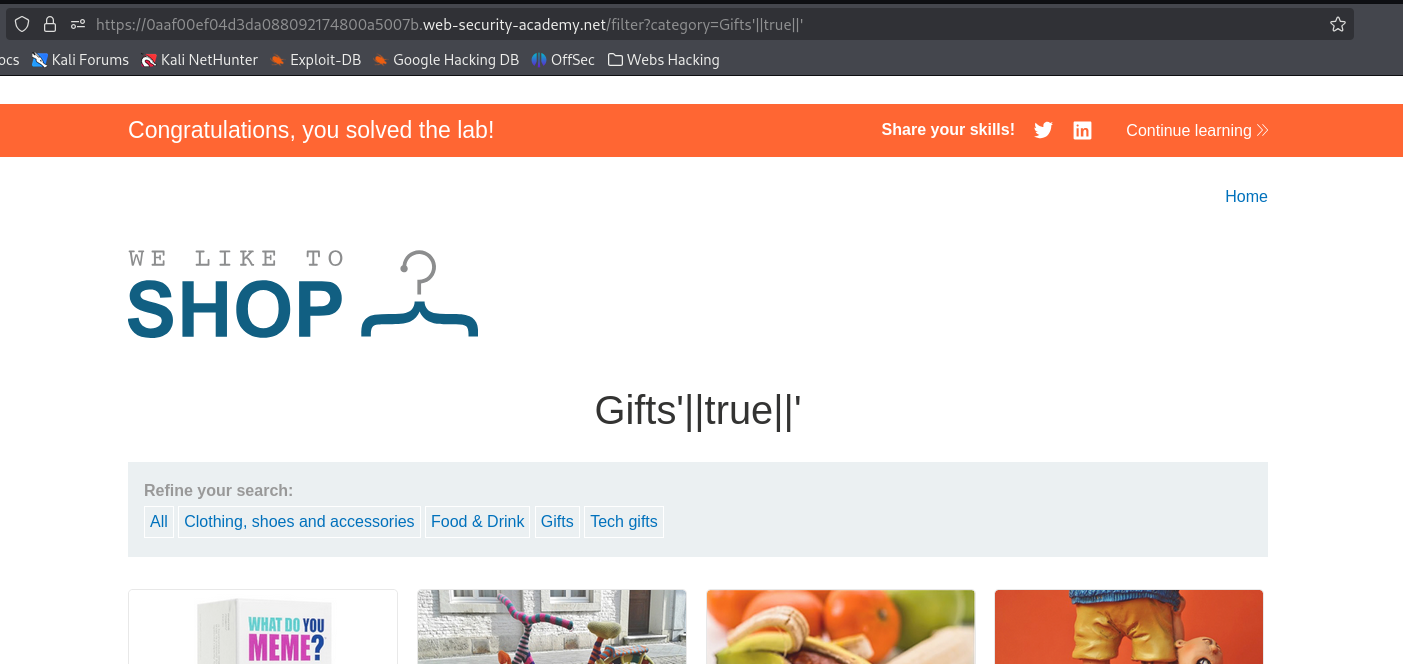 https://0aaf00ef04d3da088092174800a5007b.web-security-academy.net/filter?category=Gifts'||true||'
ocs Kali Forums Kali NetHunter Exploit-DB Google Hacking DB OffSec Webs Hacking
Congratulations, you solved the lab! Share your skills! Continue learning
Home
WE LIKE TO
SHOP
Gifts'||true||'
Refine your search:
All Clothing, shoes and accessories Food & Drink Gifts Tech gifts
WHAT DO YOU
MEME?